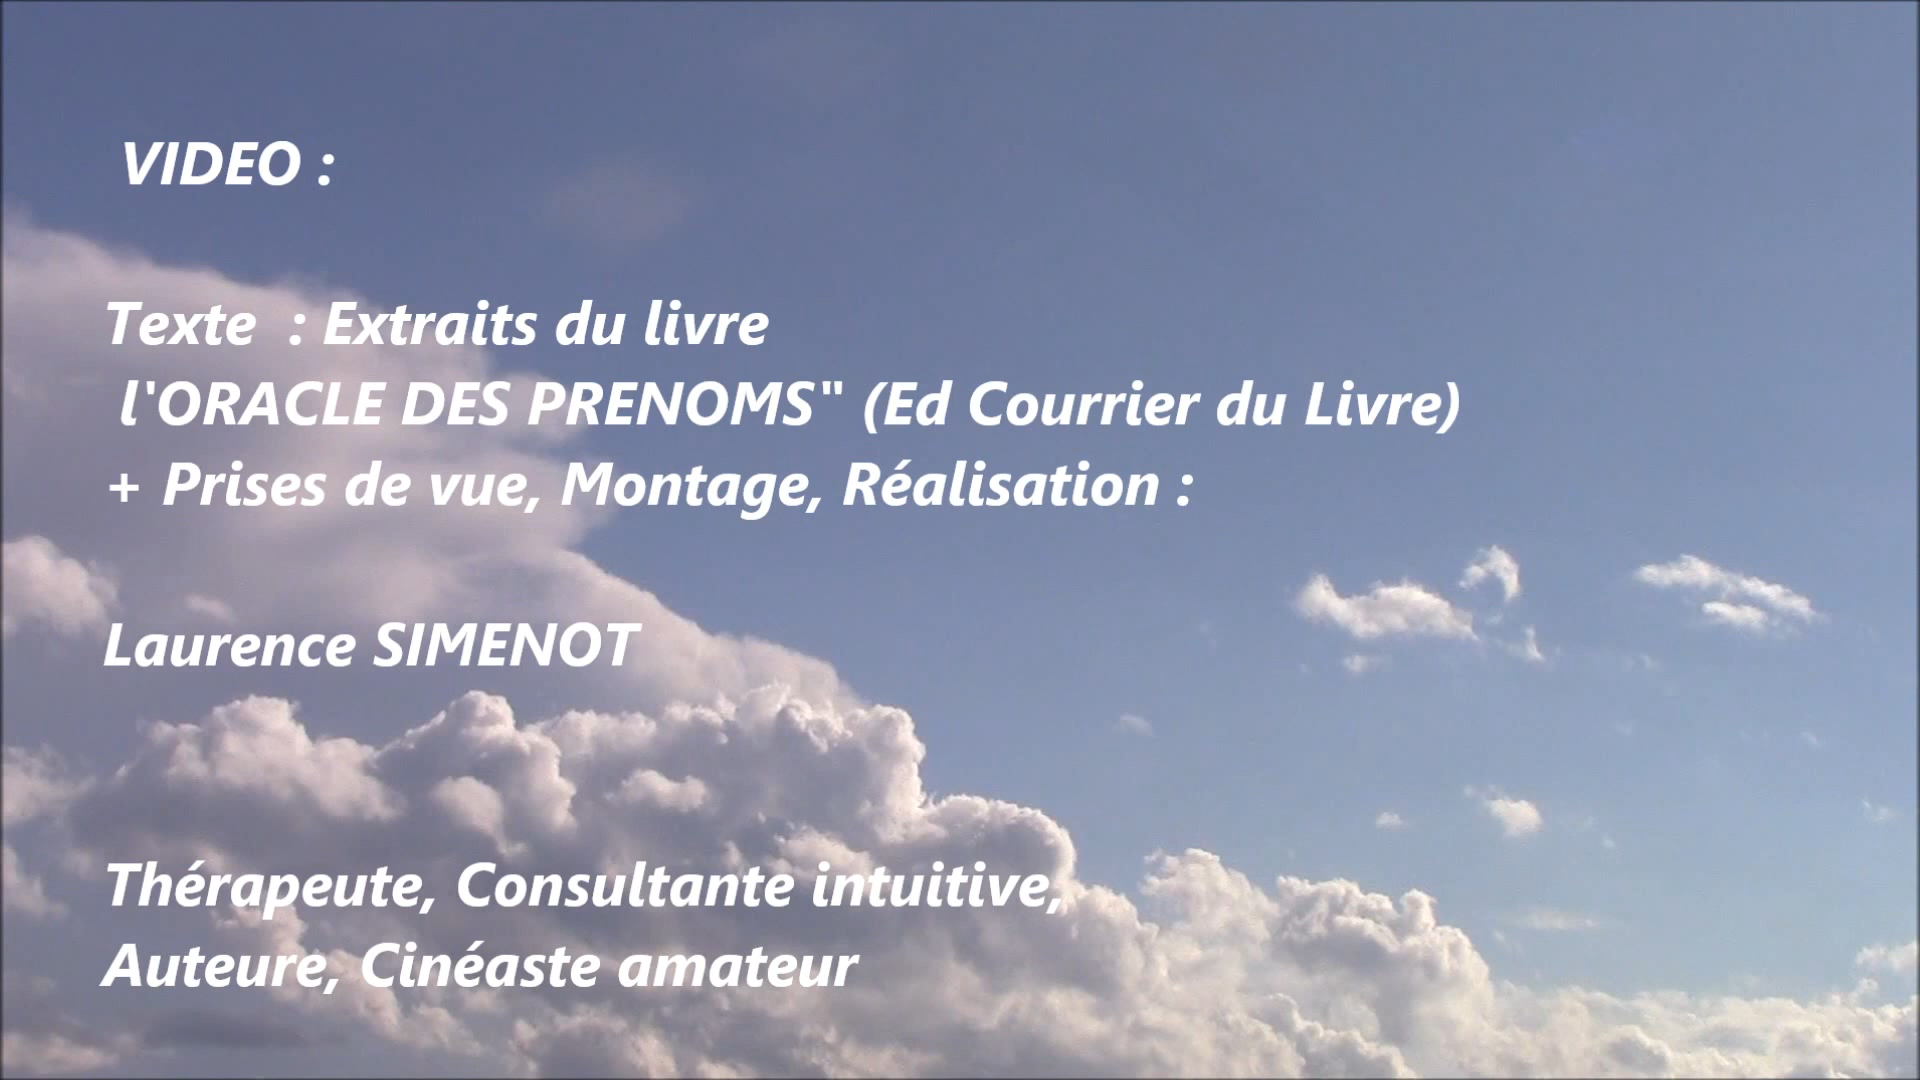 VIDEO :
Texte  : Extraits du livre
l'ORACLE DES PRENOMS" (Ed Courrier du Livre)
+ Prises de vue, Montage, Réalisation :
Laurence SIMENOT
Thérapeute, Consultante intuitive,
Auteure, Cinéaste amateur